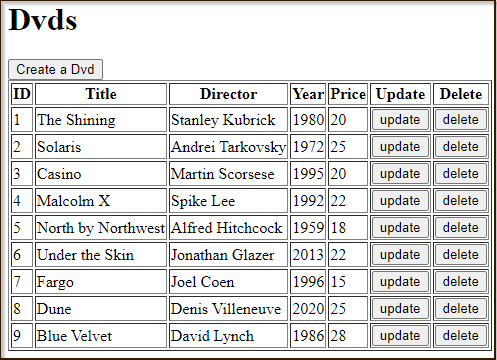 Dvds
Create a Dvd
ID Title Director Year Price Update Delete
1 The Shining Stanley Kubrick 1980 20 update delete
2 Solaris Andrei Tarkovsky 1972 25 update delete
3 Casino Martin Scorsese 1995 20 update delete
4 Malcolm X Spike Lee 1992 22 update delete
5 North by Northwest Alfred Hitchcock 1959 18 update delete
6 Under the Skin Jonathan Glazer 2013 22 update delete
7 Fargo Joel Coen 1996 15 update delete
8 Dune Denis Villeneuve 2020 25 update delete
9 Blue Velvet David Lynch 1986 28 update delete